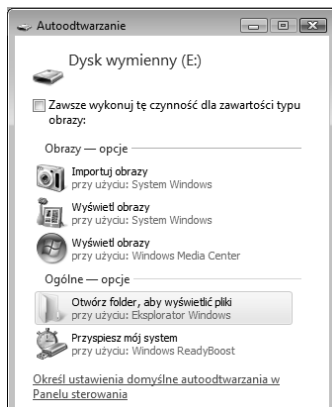 Autoodtwarzanie
Dysk wymienny (E:)
Zawsze wykonuj tę czynność dla zawartości typu
obrazy:
Obrazy — opcje
Importuj obrazy
przy użyciu: System Windows
Wyświetl obrazy
przy użyciu: System Windows
Wyświetl obrazy
przy użyciu: Windows Media Center
Ogólne — opcje
Otwórz folder, aby wyświetlić pliki
przy użyciu: Eksplorator Windows
Przyspiesz mój system
przy użyciu: Windows ReadyBoost
Określ ustawienia domyślne autoodtwarzania w
Panelu sterowania